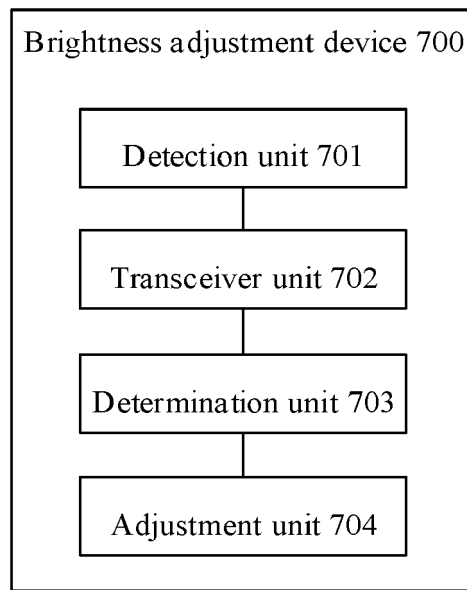 Brightness adjustment device 700
Detection unit 701
Transceiver unit 702
Determination unit 703
Adjustment unit 704